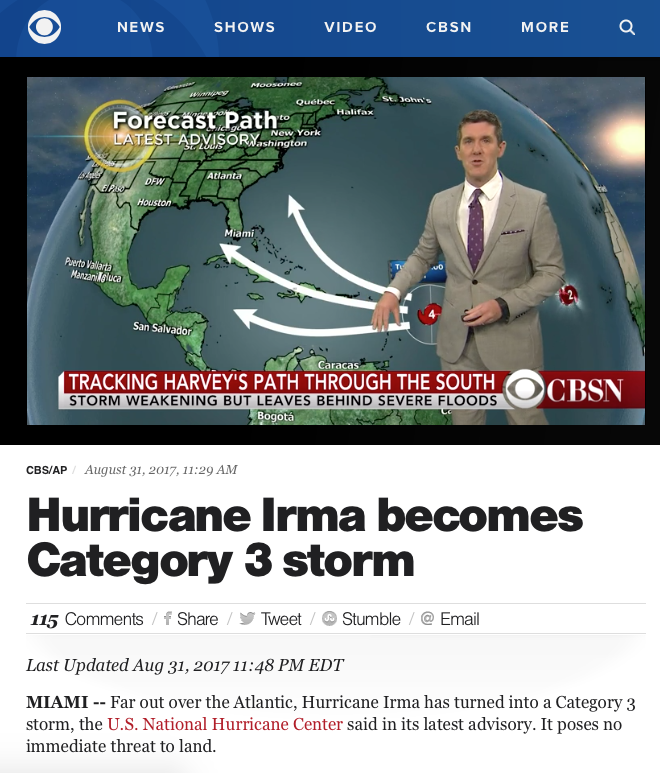 NEWS SHOWS VIDEO CBSN MORE
Moosonee
Winnipeg
Québec
St. John's
Halifax
Forecast Path
LATEST ADVISORY
New York
Washington
St. Louis
Los Angeles
El Paso
DFW
Atlanta
Houston
Miami
Puerto Vallarta
San Salvador
4
2
Caracas
TRACKING HARVEY'S PATH THROUGH THE SOUTH
STORM WEAKENING BUT LEAVES BEHIND SEVERE FLOODS
CBSN
Bogotá
CBS/AP / August 31, 2017, 11:29 AM
Hurricane Irma becomes
Category 3 storm
115 Comments / f Share / Tweet / Stumble / @ Email
Last Updated Aug 31, 2017 11:48 PM EDT
MIAMI -- Far out over the Atlantic, Hurricane Irma has turned into a Category 3
storm, the U.S. National Hurricane Center said in its latest advisory. It poses no
immediate threat to land.